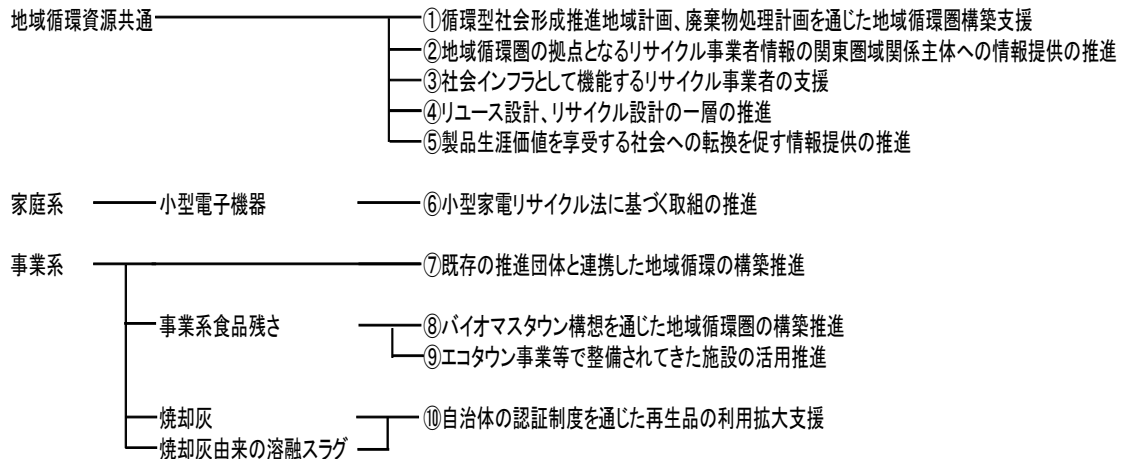 地域循環資源共通 ①循環型社会形成推進地域計画、廃棄物処理計画を通じた地域循環圏構築支援
②地域循環圏の拠点となるリサイクル事業者情報の関東圏域関係主体への情報提供の推進
③社会インフラとして機能するリサイクル事業者の支援
④リユース設計、リサイクル設計の一層の推進
⑤製品生涯価値を享受する社会への転換を促す情報提供の推進
家庭系 小型電子機器 ⑥小型家電リサイクル法に基づく取組の推進
事業系 ⑦既存の推進団体と連携した地域循環の構築推進
事業系食品残さ ⑧バイオマスタウン構想を通じた地域循環圏の構築推進
⑨エコタウン事業等で整備されてきた施設の活用推進
焼却灰 ⑩自治体の認証制度を通じた再生品の利用拡大支援
焼却灰由来の溶融スラグ